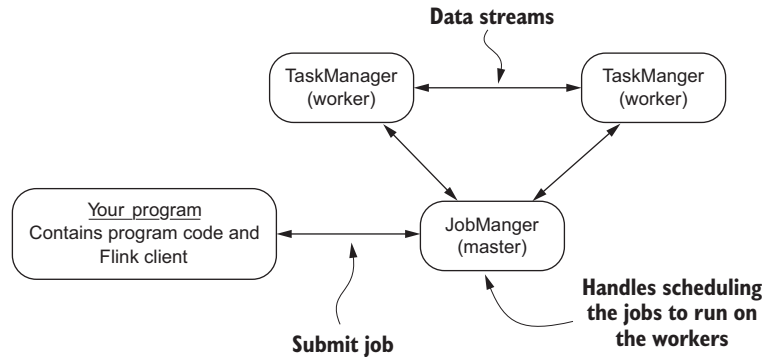 Data streams
TaskManager
(worker)
TaskManger
(worker)
Your program
Contains program code and
Flink client
JobManger
(master)
Submit job
Handles scheduling
the jobs to run on
the workers